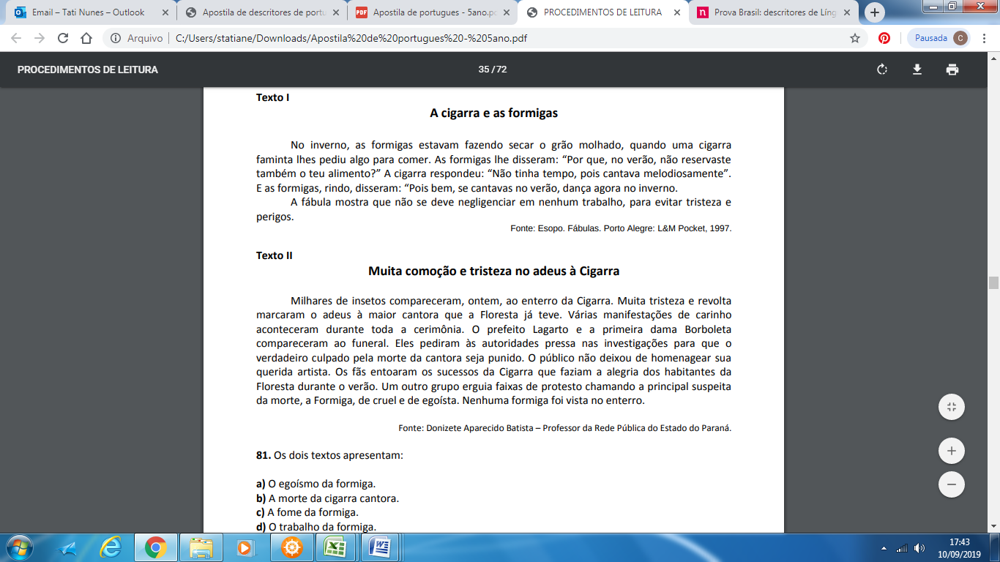 Email – Tati Nunes – Outlook
Apostila de descritores de portu
Apostila de portugues - 5ano.pd
PROCEDIMENTOS DE LEITURA
Prova Brasil: descritores de Líng
Arquivo
C:/Users/statiane/Downloads/Apostila%20de%20portugues%20-%205ano.pdf
Pausada
C
PROCEDIMENTOS DE LEITURA
35 / 72
Texto I
A cigarra e as formigas
No inverno, as formigas estavam fazendo secar o grão molhado, quando uma cigarra
faminta lhes pediu algo para comer. As formigas lhe disseram: “Por que, no verão, não reservaste
também o teu alimento?” A cigarra respondeu: “Não tinha tempo, pois cantava melodiosamente”.
E as formigas, rindo, disseram: “Pois bem, se cantavas no verão, dança agora no inverno.
A fábula mostra que não se deve negligenciar em nenhum trabalho, para evitar tristeza e
perigos.
Fonte: Esopo. Fábulas. Porto Alegre: L&M Pocket, 1997.
Texto II
Muita comoção e tristeza no adeus à Cigarra
Milhares de insetos compareceram, ontem, ao enterro da Cigarra. Muita tristeza e revolta
marcaram o adeus à maior cantora que a Floresta já teve. Várias manifestações de carinho
aconteceram durante toda a cerimônia. O prefeito Lagarto e a primeira dama Borboleta
compareceram ao funeral. Eles pediram às autoridades pressa nas investigações para que o
verdadeiro culpado pela morte da cantora seja punido. O público não deixou de homenagear sua
querida artista. Os fãs entoaram os sucessos da Cigarra que faziam a alegria dos habitantes da
Floresta durante o verão. Um outro grupo erguia faixas de protesto chamando a principal suspeita
da morte, a Formiga, de cruel e de egoísta. Nenhuma formiga foi vista no enterro.
Fonte: Donizete Aparecido Batista – Professor da Rede Pública do Estado do Paraná.
81. Os dois textos apresentam:
a) O egoísmo da formiga.
b) A morte da cigarra cantora.
c) A fome da formiga.
d) O trabalho da formiga.
17:43
10/09/2019